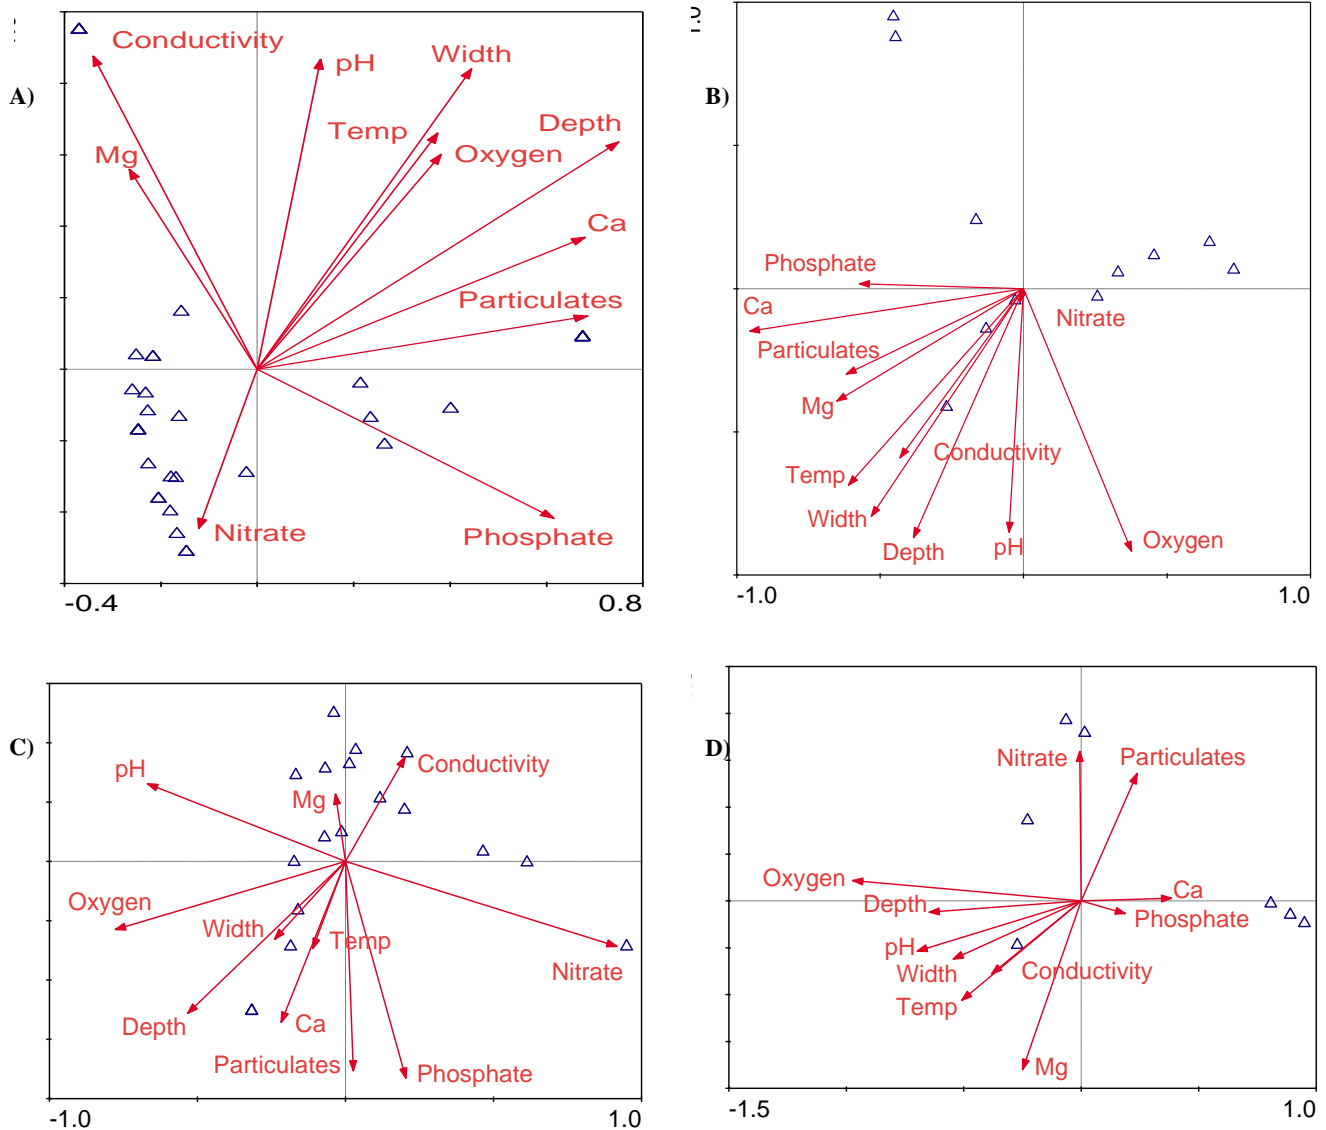 A)
Conductivity
pH
Width
Temp
Depth
Mg
Oxygen
Ca
Particulates
Nitrate
Phosphate
-0.4
0.8
B)
1.0
Phosphate
Ca
Nitrate
Particulates
Mg
Conductivity
Temp
Width
Depth
pH
Oxygen
-1.0
1.0
C)
pH
Conductivity
Mg
Oxygen
Width
Temp
Nitrate
Depth
Ca
Particulates
Phosphate
-1.0
1.0
D)
Nitrate
Particulates
Oxygen
Ca
Depth
Phosphate
pH
Width
Conductivity
Temp
Mg
-1.5
1.0